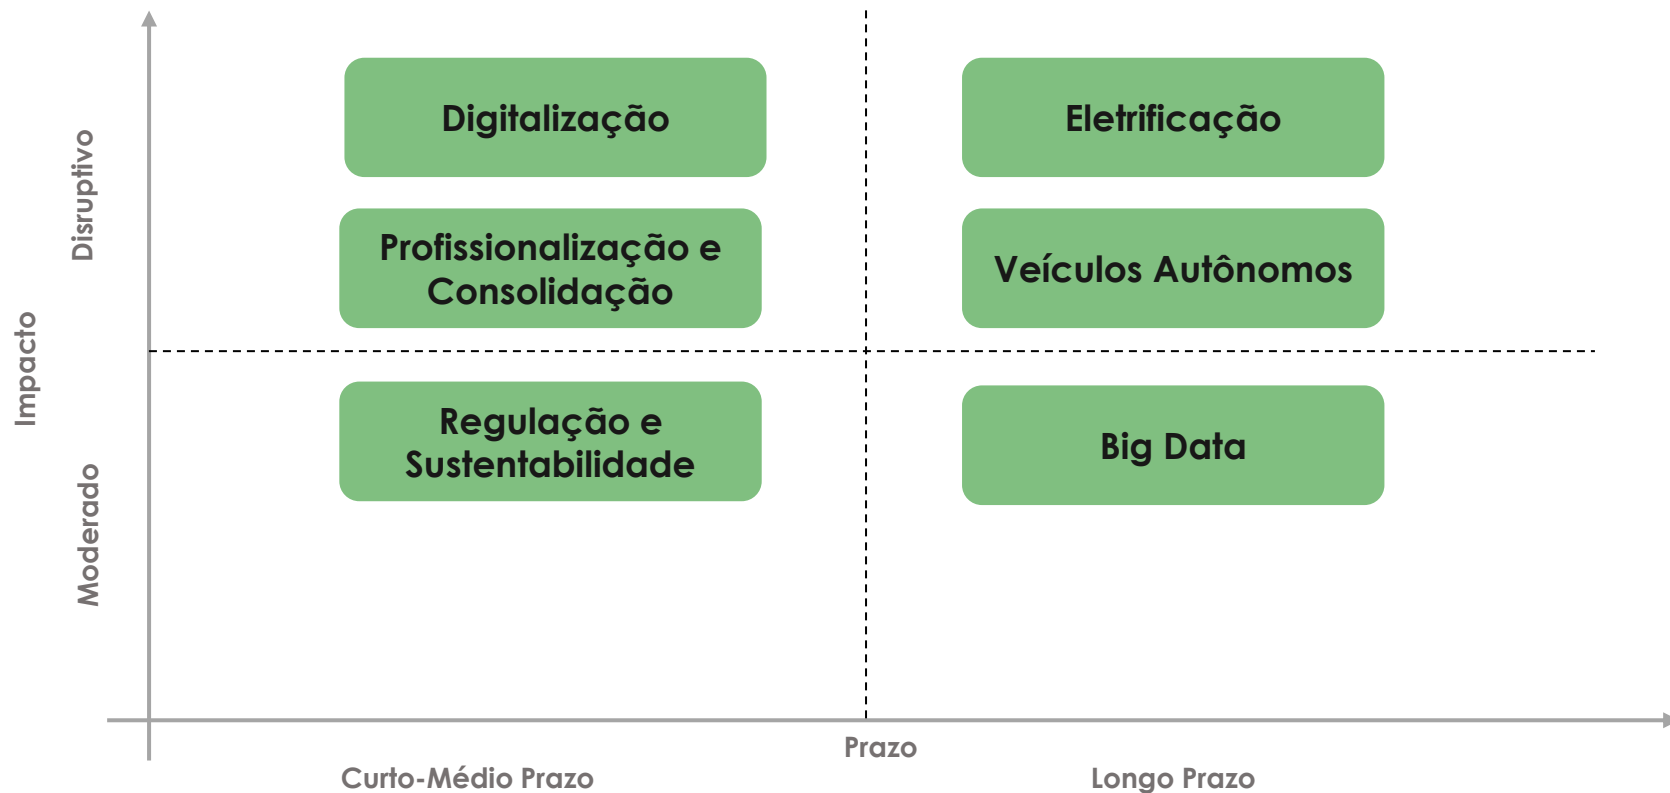 Digitalização
Eletrificação
Disruptivo
Profissionalização e
Consolidação
Veículos Autônomos
Impacto
Regulação e
Sustentabilidade
Big Data
Moderado
Prazo
Curto-Médio Prazo
Longo Prazo